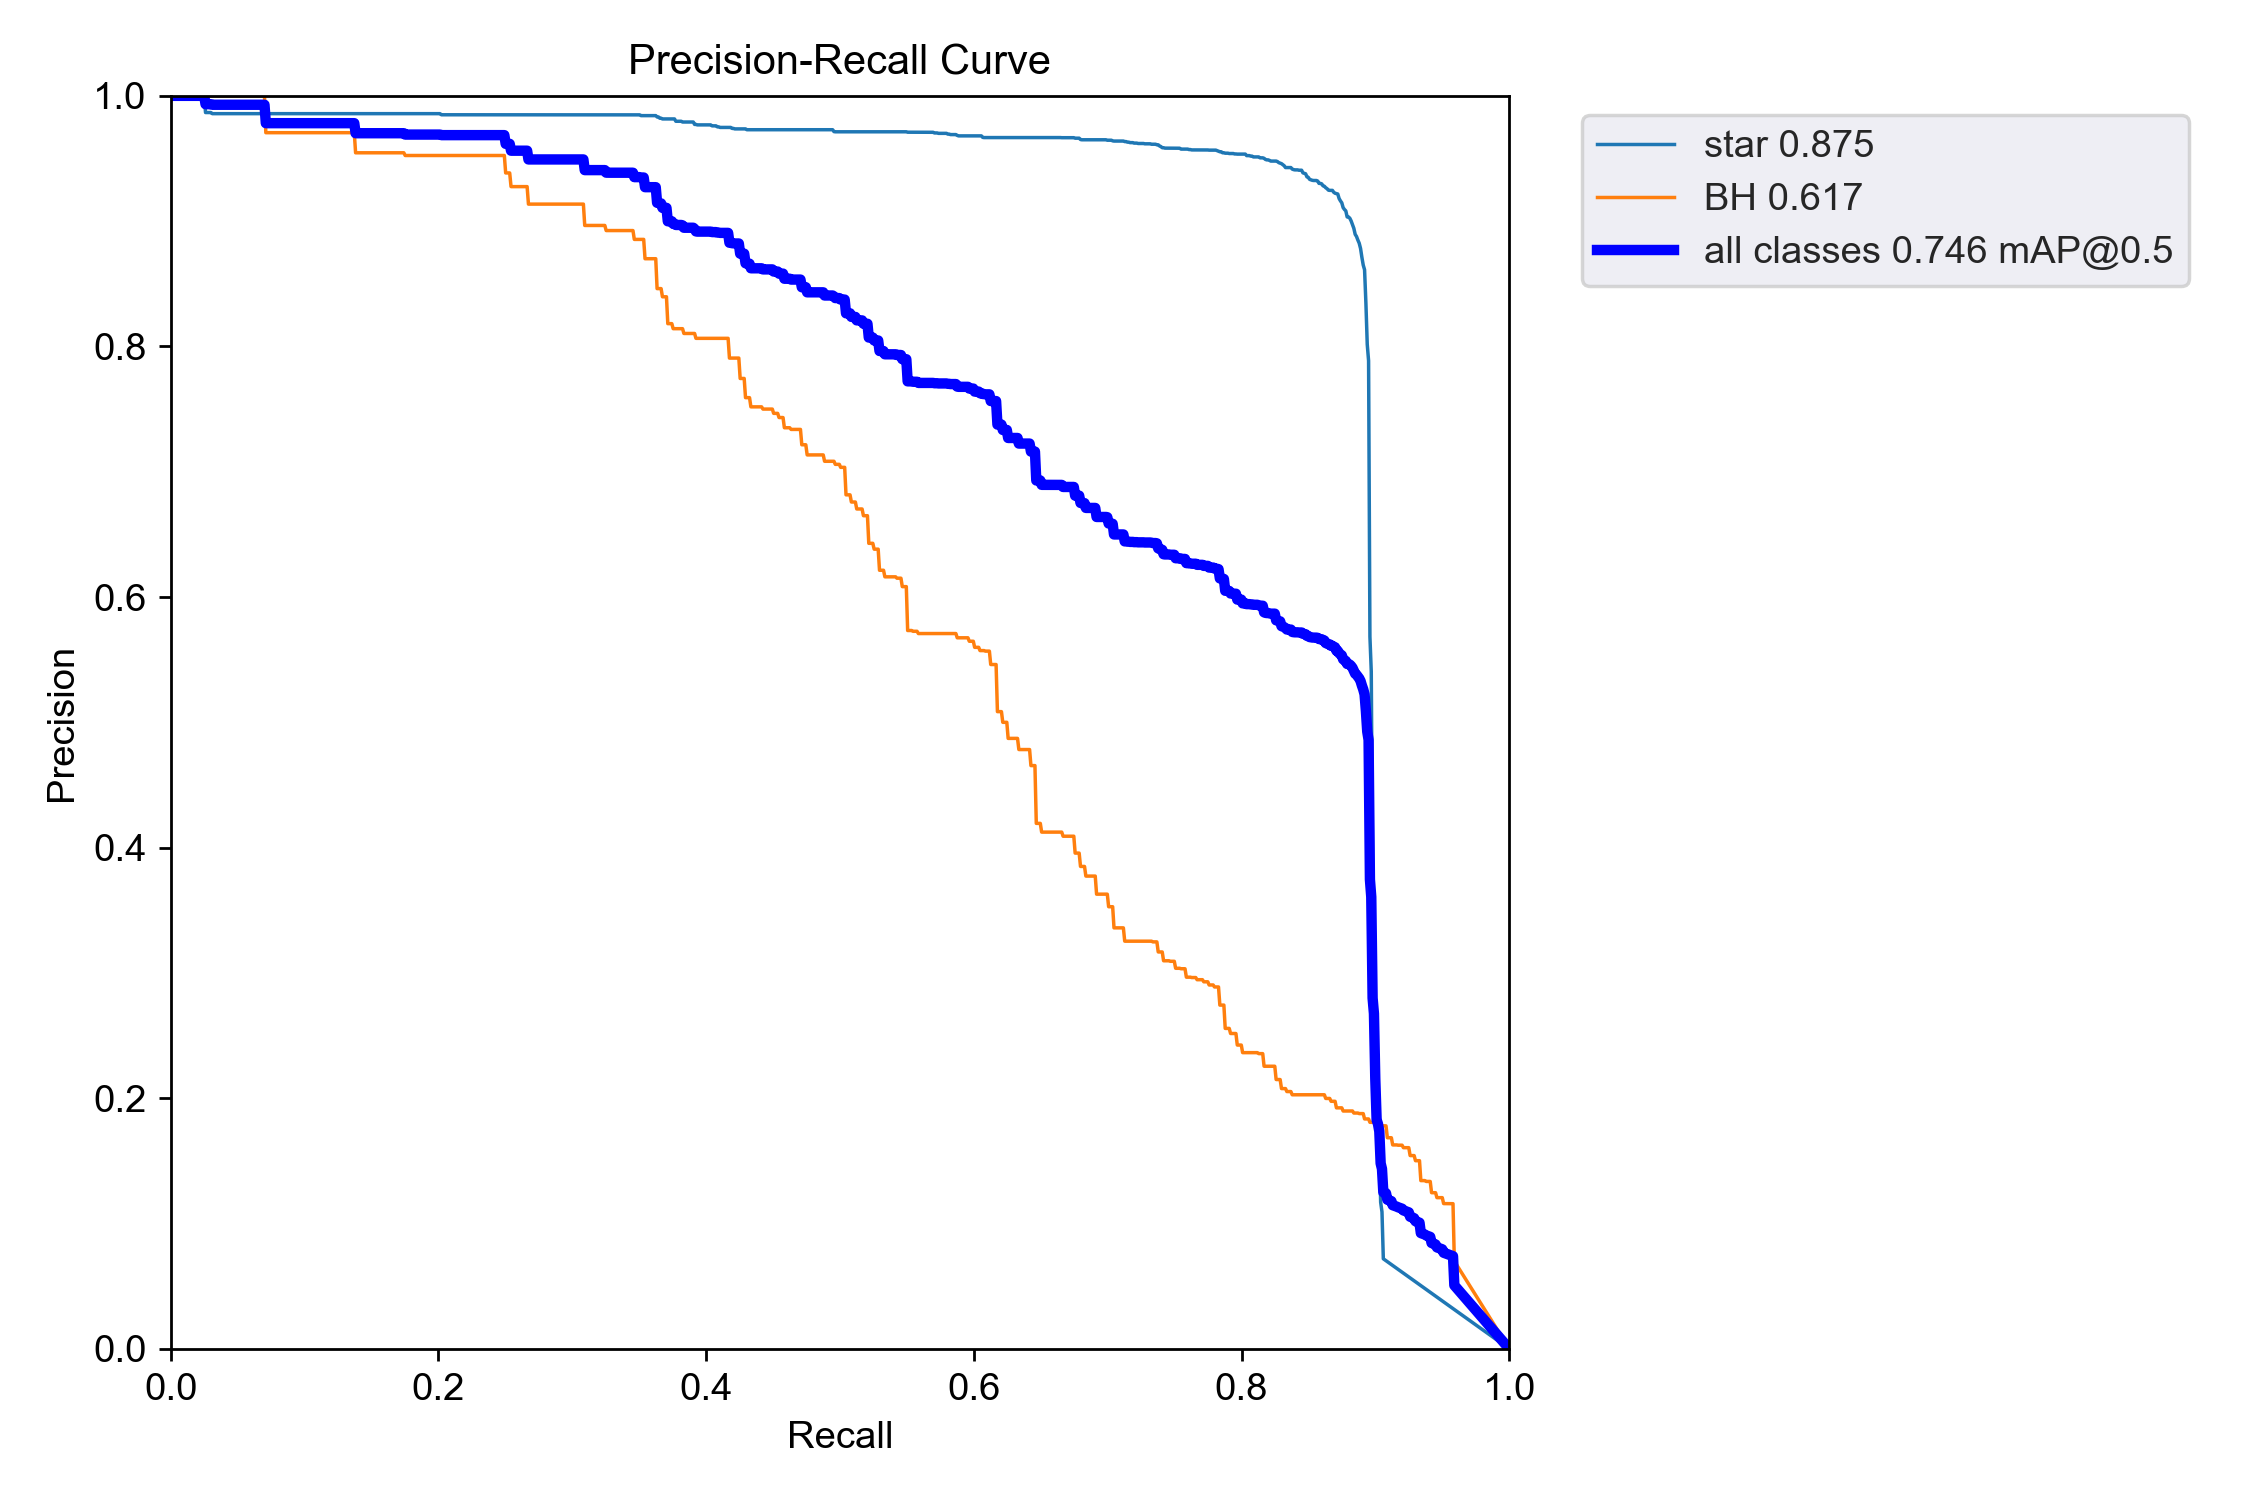 Precision-Recall Curve
1.0
0.8
0.6
0.4
0.2
0.0
Precision
0.0 0.2 0.4 0.6 0.8 1.0
Recall
star 0.875
BH 0.617
all classes 0.746 mAP@0.5